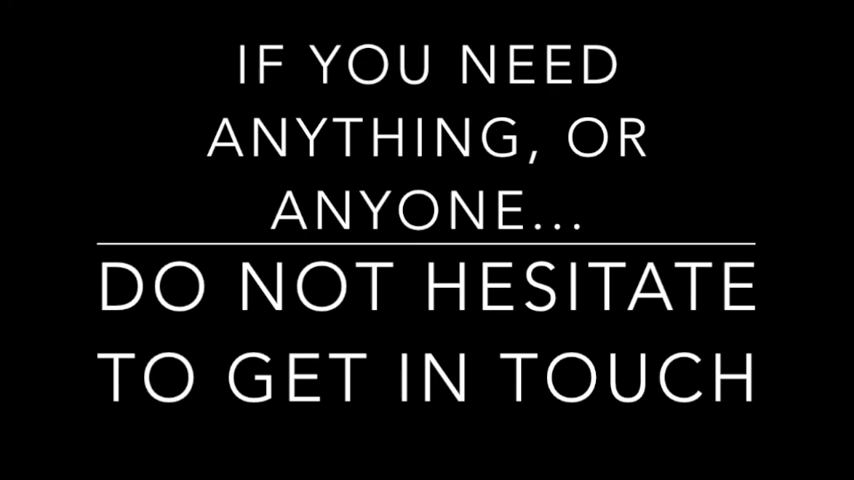 IF YOU NEED
ANYTHING, OR
ANYONE...
DO NOT HESITATE
TO GET IN TOUCH